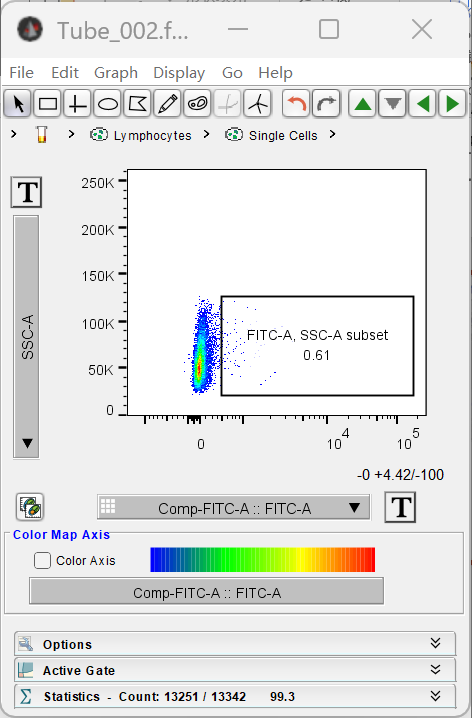 Tube_002.f...
File Edit Graph Display Go Help
> > Lymphocytes > Single Cells >
T
250K
200K
150K
100K
50K
0
SSC-A
FITC-A, SSC-A subset
0.61
0 10^4 10^5
-0 +4.42/-100
Comp-FITC-A :: FITC-A
T
Color Map Axis
Color Axis
Comp-FITC-A :: FITC-A
Options
Active Gate
Σ Statistics - Count: 13251 / 13342 99.3